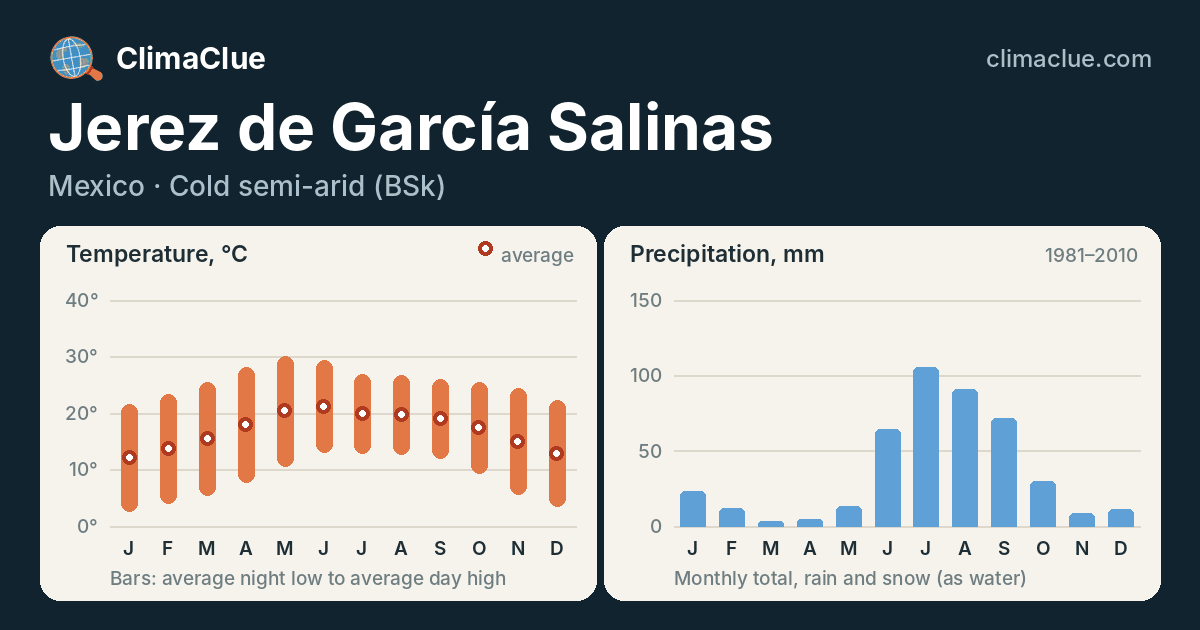 ClimaClue
climaclue.com
Jerez de García Salinas
Mexico · Cold semi-arid (BSk)
Temperature, °C
average
40°
30°
20°
10°
0°
J F M A M J J A S O N D
Bars: average night low to average day high
Precipitation, mm
1981–2010
150
100
50
0
J F M A M J J A S O N D
Monthly total, rain and snow (as water)